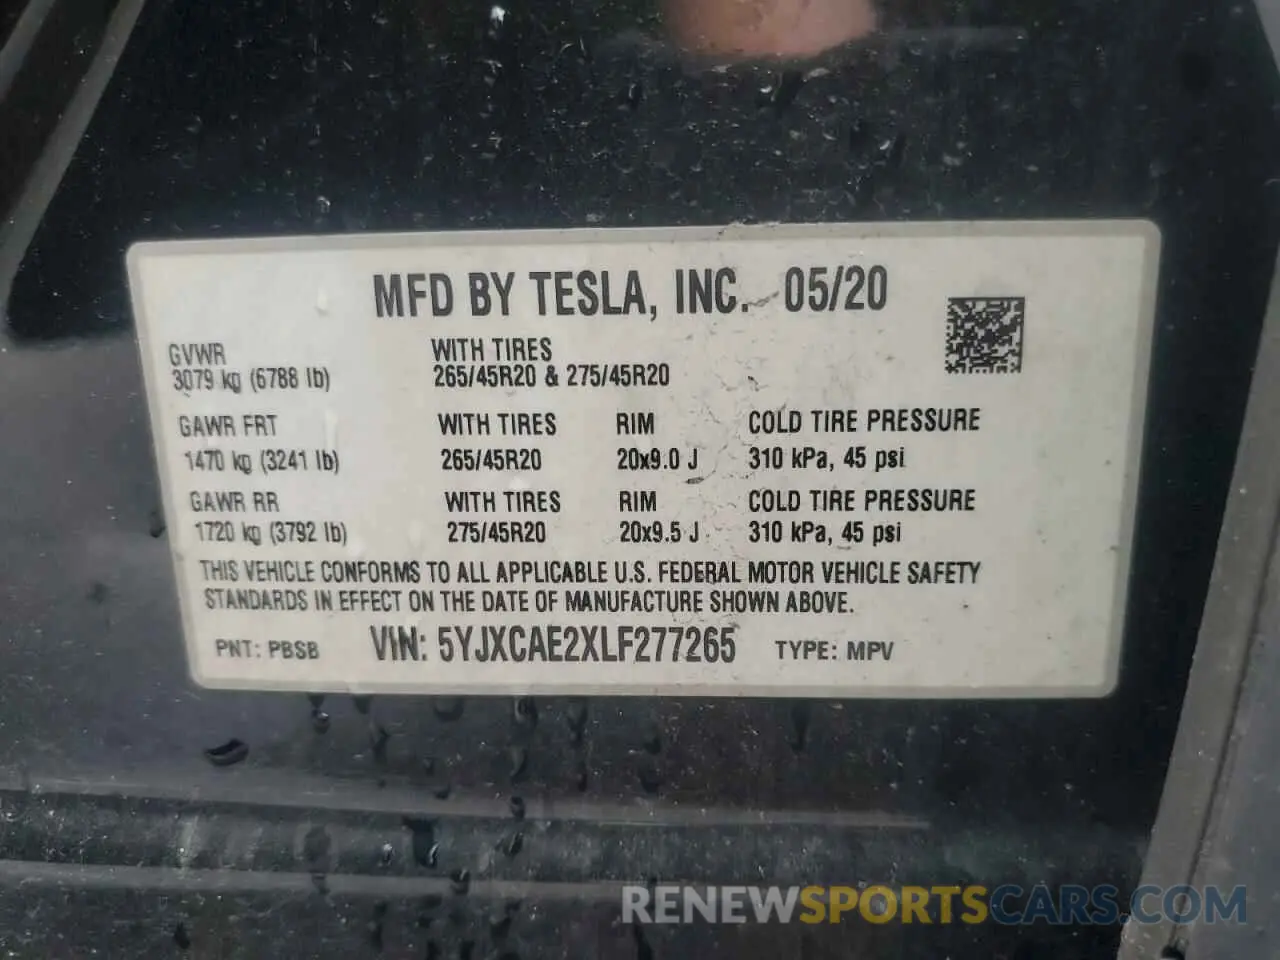 MFD BY TESLA, INC. 05/20
GVWR WITH TIRES
3079 kg (6788 lb) 265/45R20 & 275/45R20
GAWR FRT WITH TIRES RIM COLD TIRE PRESSURE
1470 kg (3241 lb) 265/45R20 20x9.0 J 310 kPa, 45 psi
GAWR RR WITH TIRES RIM COLD TIRE PRESSURE
1720 kg (3792 lb) 275/45R20 20x9.5 J 310 kPa, 45 psi
THIS VEHICLE CONFORMS TO ALL APPLICABLE U.S. FEDERAL MOTOR VEHICLE SAFETY
STANDARDS IN EFFECT ON THE DATE OF MANUFACTURE SHOWN ABOVE.
PNT: PBSB VIN: 5YJXCAE2XLF277265 TYPE: MPV
RENEWSPORTSCARS.COM